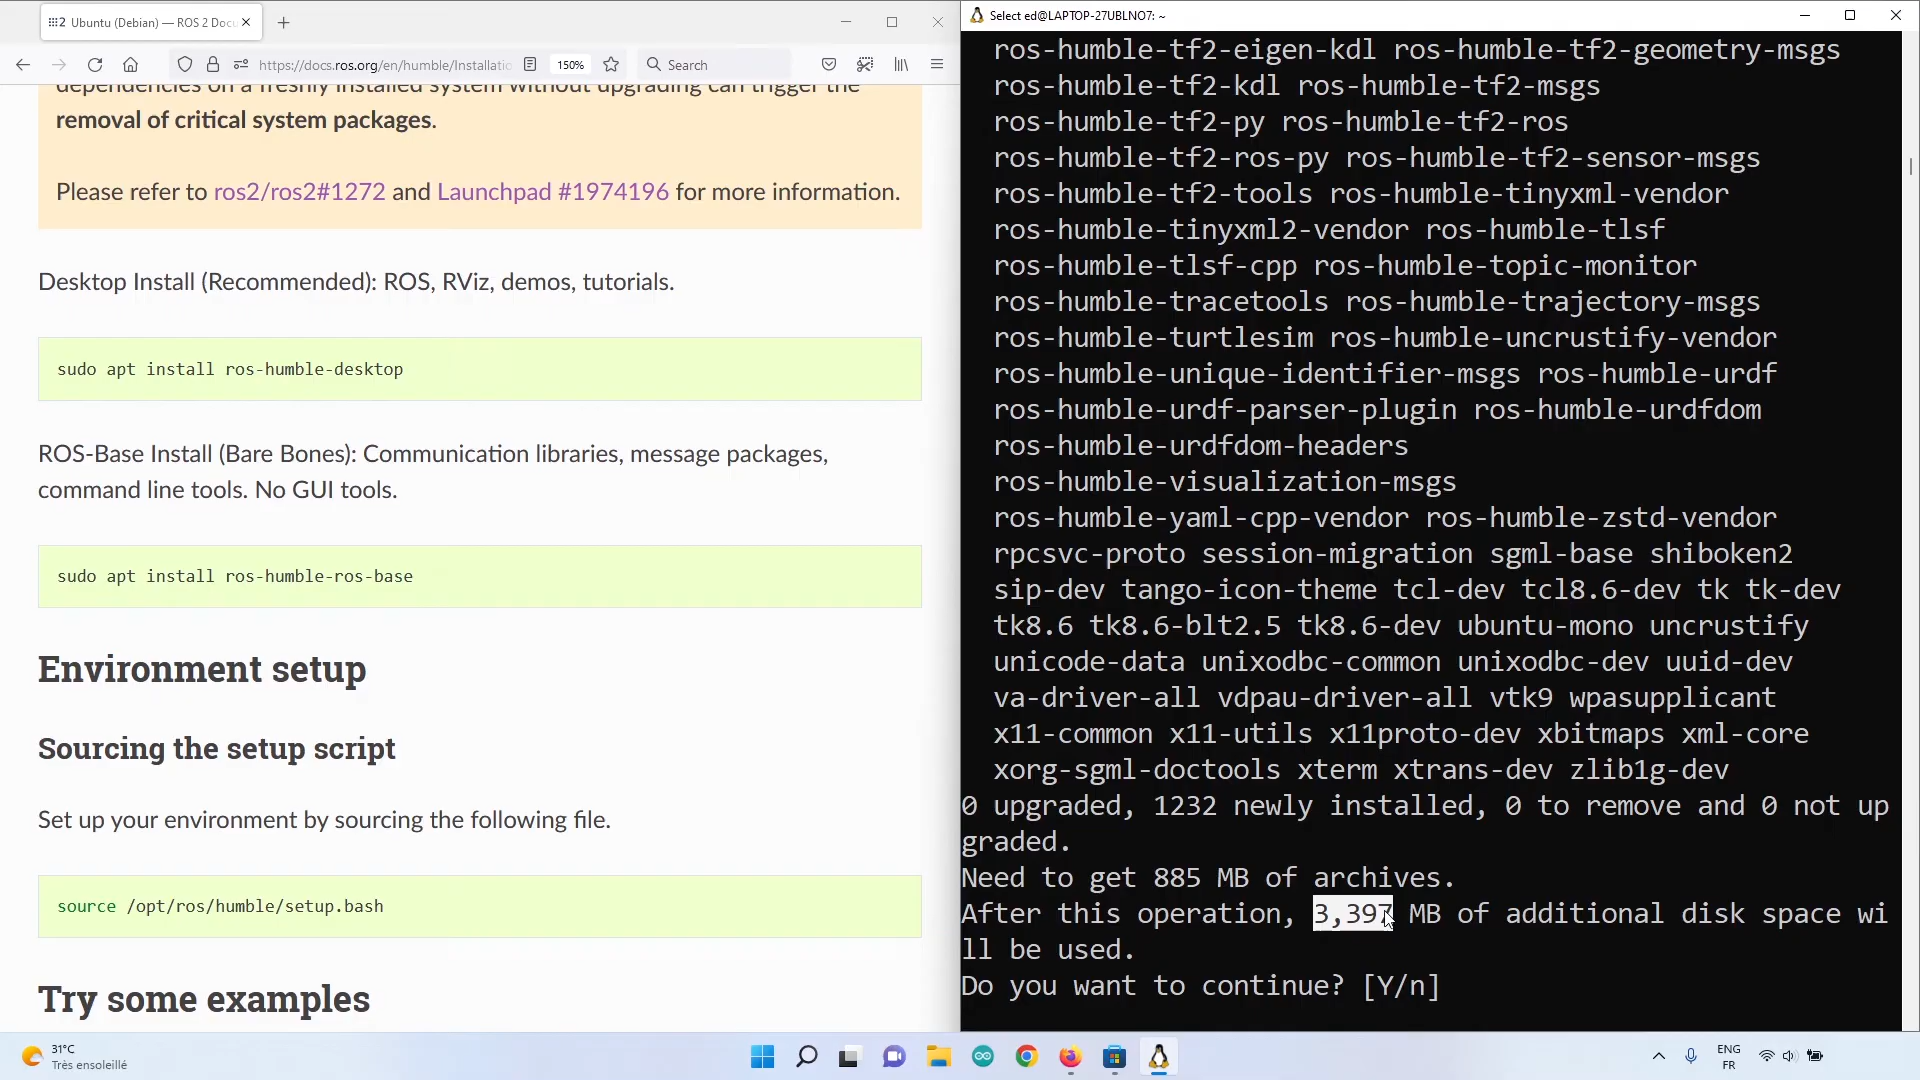 Ubuntu (Debian) — ROS 2 Docu
https://docs.ros.org/en/humble/Installatio
150%
Search
dependencies on a freshly installed system without upgrading can trigger the
removal of critical system packages.
Please refer to ros2/ros2#1272 and Launchpad #1974196 for more information.
Desktop Install (Recommended): ROS, RViz, demos, tutorials.
sudo apt install ros-humble-desktop
ROS-Base Install (Bare Bones): Communication libraries, message packages,
command line tools. No GUI tools.
sudo apt install ros-humble-ros-base
Environment setup
Sourcing the setup script
Set up your environment by sourcing the following file.
source /opt/ros/humble/setup.bash
Try some examples
Select ed@LAPTOP-27UBLNO7: ~
ros-humble-tf2-eigen-kdl ros-humble-tf2-geometry-msgs
ros-humble-tf2-kdl ros-humble-tf2-msgs
ros-humble-tf2-py ros-humble-tf2-ros
ros-humble-tf2-ros-py ros-humble-tf2-sensor-msgs
ros-humble-tf2-tools ros-humble-tinyxml-vendor
ros-humble-tinyxml2-vendor ros-humble-tlsf
ros-humble-tlsf-cpp ros-humble-topic-monitor
ros-humble-tracetools ros-humble-trajectory-msgs
ros-humble-turtlesim ros-humble-uncrustify-vendor
ros-humble-unique-identifier-msgs ros-humble-urdf
ros-humble-urdf-parser-plugin ros-humble-urdfdom
ros-humble-urdfdom-headers
ros-humble-visualization-msgs
ros-humble-yaml-cpp-vendor ros-humble-zstd-vendor
rpcsvc-proto session-migration sgml-base shiboken2
sip-dev tango-icon-theme tcl-dev tcl8.6-dev tk tk-dev
tk8.6 tk8.6-blt2.5 tk8.6-dev ubuntu-mono uncrustify
unicode-data unixodbc-common unixodbc-dev uuid-dev
va-driver-all vdpau-driver-all vtk9 wpasupplicant
x11-common x11-utils x11proto-dev xbitmaps xml-core
xorg-sgml-doctools xterm xtrans-dev zlib1g-dev
0 upgraded, 1232 newly installed, 0 to remove and 0 not up
graded.
Need to get 885 MB of archives.
After this operation, 3,397 MB of additional disk space wi
ll be used.
Do you want to continue? [Y/n]
31°C
Très ensoleillé
ENG
FR